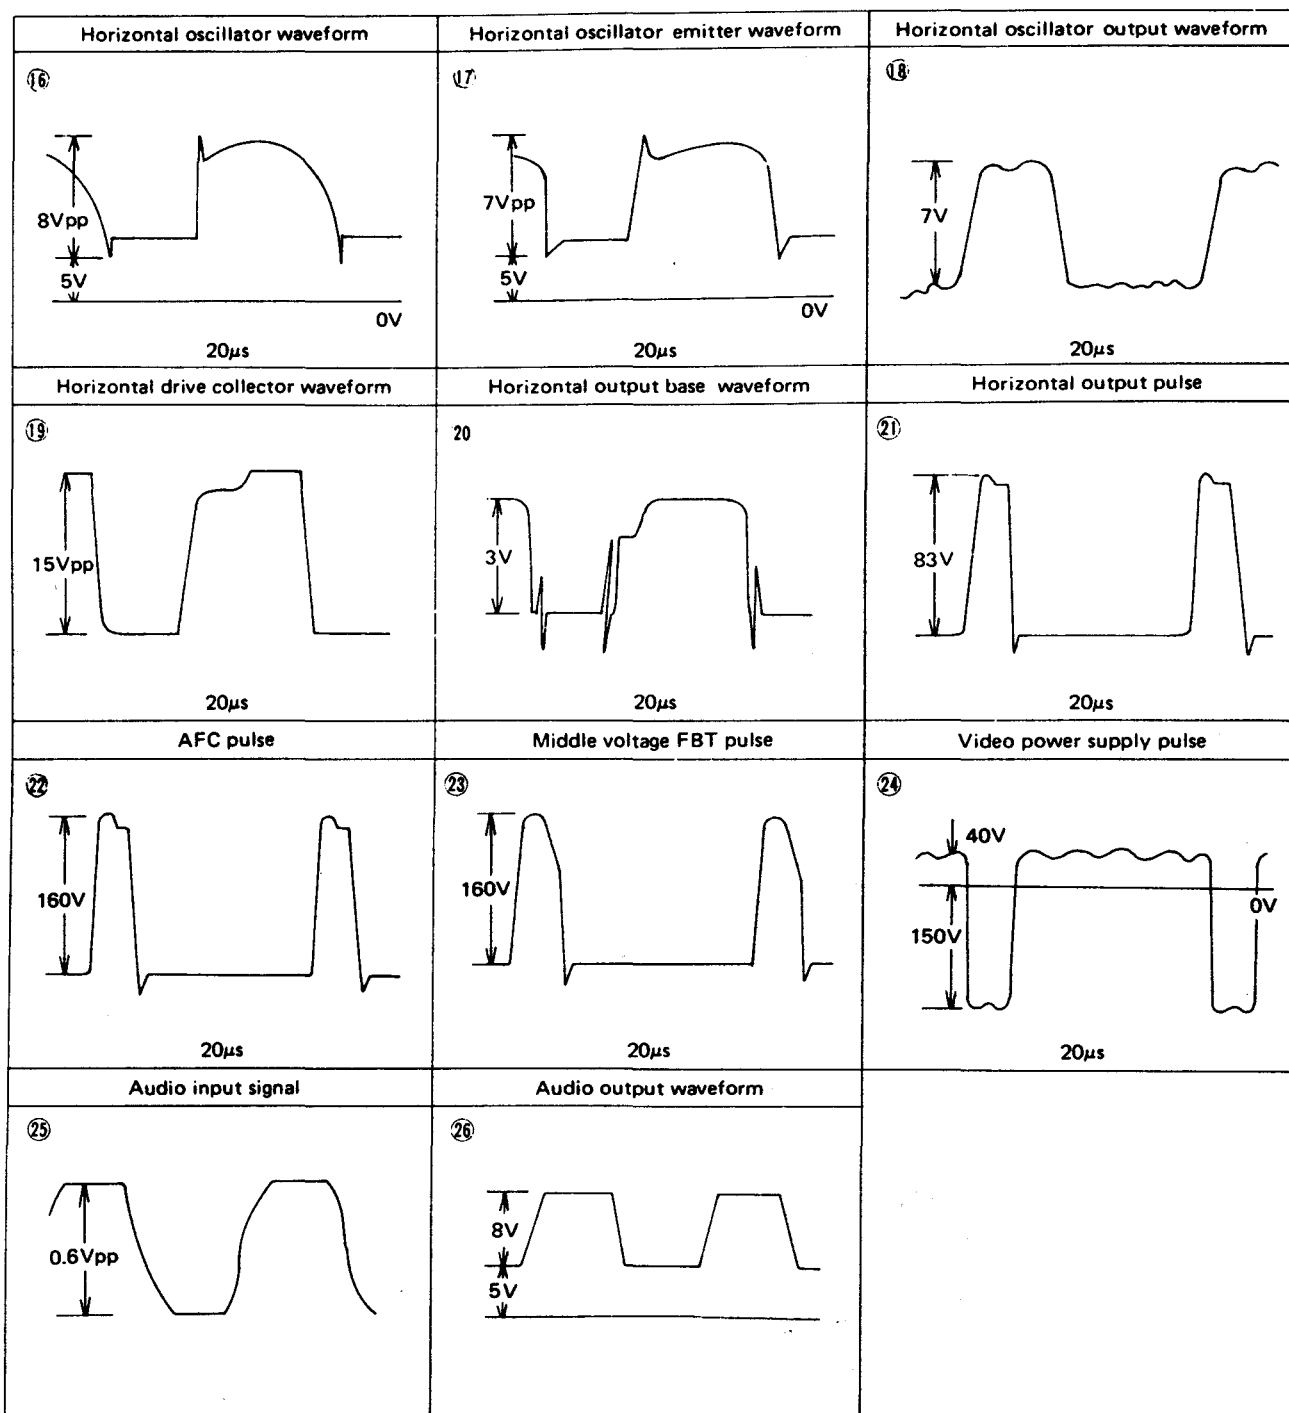 Horizontal oscillator waveform
Horizontal oscillator emitter waveform
Horizontal oscillator output waveform
16
17
18
8Vpp
5V
0V
20μs
7Vpp
5V
0V
20μs
7V
20μs
Horizontal drive collector waveform
Horizontal output base waveform
Horizontal output pulse
19
20
21
15Vpp
20μs
3V
20μs
83V
20μs
AFC pulse
Middle voltage FBT pulse
Video power supply pulse
22
23
24
160V
20μs
160V
20μs
40V
0V
150V
20μs
Audio input signal
Audio output waveform
25
26
0.6Vpp
8V
5V